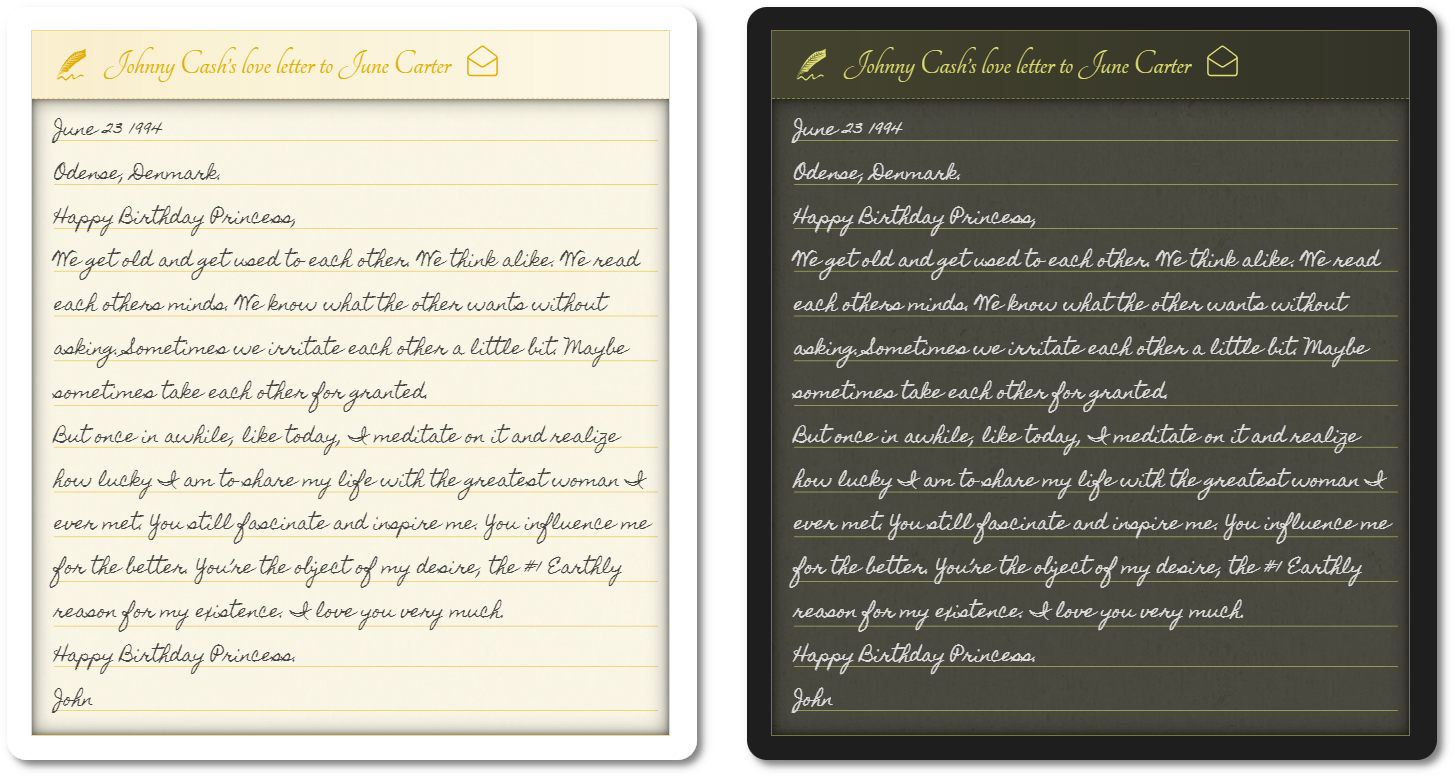 Johnny Cash's love letter to June Carter
June 23 1994
Odense, Denmark.
Happy Birthday Princess,
We get old and get used to each other. We think alike. We read
each others minds. We know what the other wants without
asking. Sometimes we irritate each other a little bit. Maybe
sometimes take each other for granted.
But once in awhile, like today, I meditate on it and realize
how lucky I am to share my life with the greatest woman I
ever met. You still fascinate and inspire me. You influence me
for the better. You're the object of my desire, the #1 Earthly
reason for my existence. I love you very much.
Happy Birthday Princess.
John
Johnny Cash's love letter to June Carter
June 23 1994
Odense, Denmark.
Happy Birthday Princess,
We get old and get used to each other. We think alike. We read
each others minds. We know what the other wants without
asking. Sometimes we irritate each other a little bit. Maybe
sometimes take each other for granted.
But once in awhile, like today, I meditate on it and realize
how lucky I am to share my life with the greatest woman I
ever met. You still fascinate and inspire me. You influence me
for the better. You're the object of my desire, the #1 Earthly
reason for my existence. I love you very much.
Happy Birthday Princess.
John